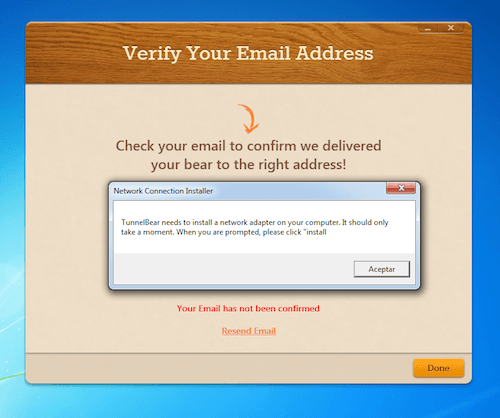 Verify Your Email Address
Check your email to confirm we delivered
your bear to the right address!
Network Connection Installer
TunnelBear needs to install a network adapter on your computer. It should only
take a moment. When you are prompted, please click "install
Aceptar
Your Email has not been confirmed
Resend Email
Done